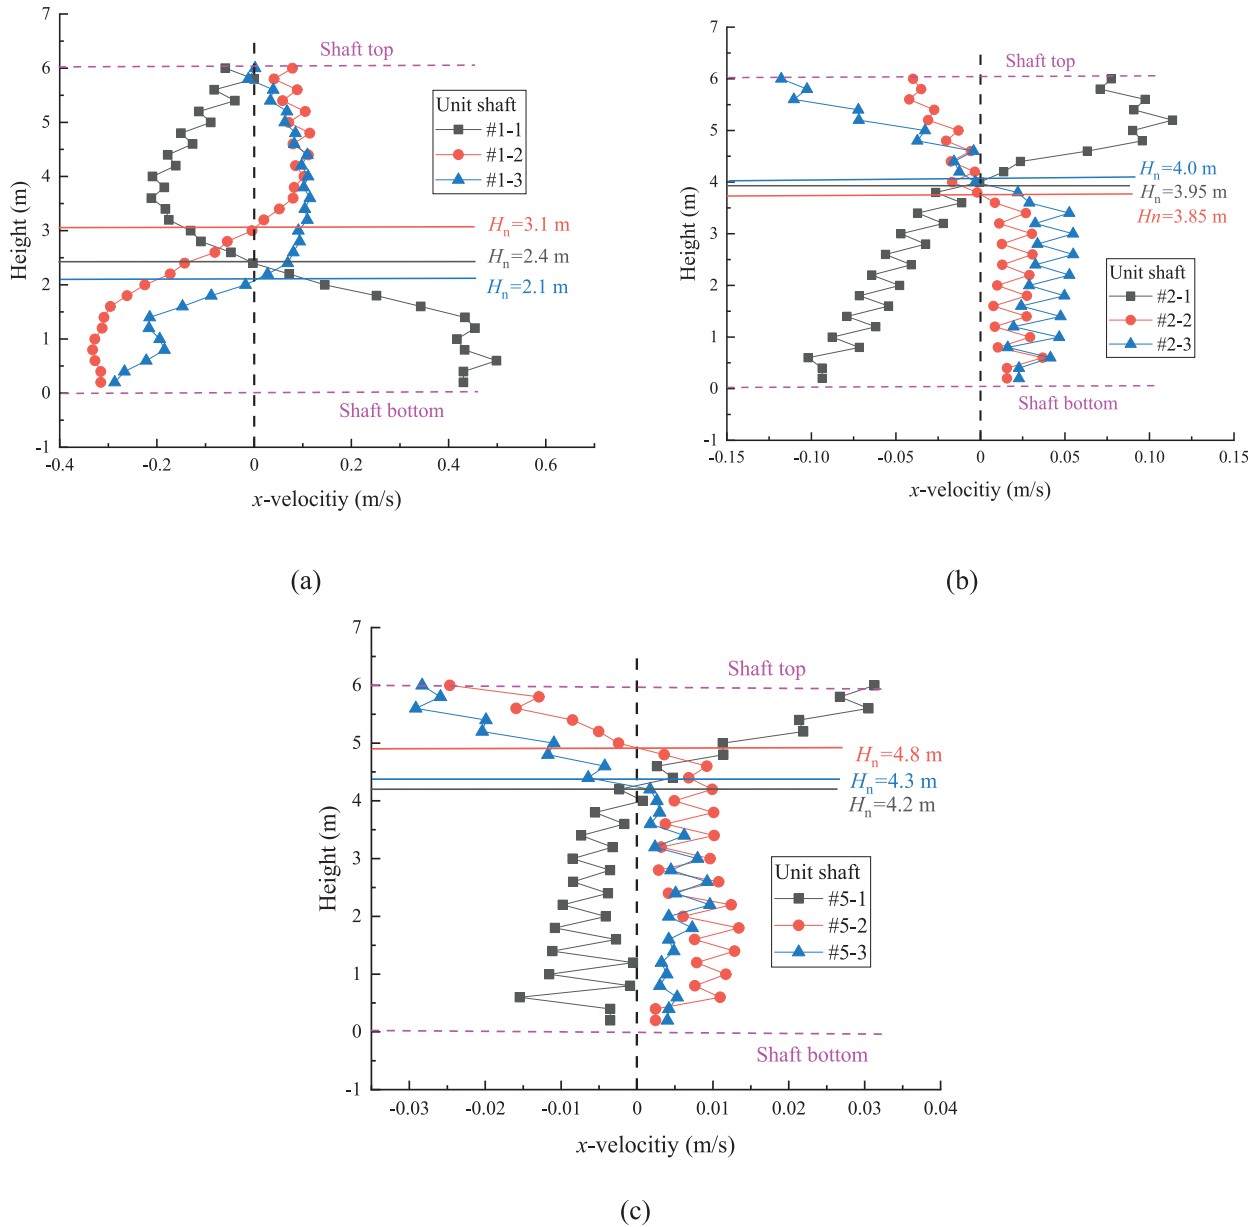 7
6
5
4
3
2
1
0
-1
Height (m)
Shaft top
Unit shaft
#1-1
#1-2
#1-3
Hn=3.1 m
Hn=2.4 m
Hn=2.1 m
Shaft bottom
-0.4
-0.2
0
0.2
0.4
0.6
x-velocitiy (m/s)
(a)
7
6
5
4
3
2
1
0
-1
Height (m)
Shaft top
Hn=4.0 m
Hn=3.95 m
Hn=3.85 m
Unit shaft
#2-1
#2-2
#2-3
Shaft bottom
-0.15
-0.10
-0.05
0
0.05
0.10
0.15
x-velocitiy (m/s)
(b)
7
6
5
4
3
2
1
0
-1
Height (m)
Shaft top
Hn=4.8 m
Hn=4.3 m
Hn=4.2 m
Unit shaft
#5-1
#5-2
#5-3
Shaft bottom
-0.03
-0.02
-0.01
0
0.01
0.02
0.03
0.04
x-velocitiy (m/s)
(c)